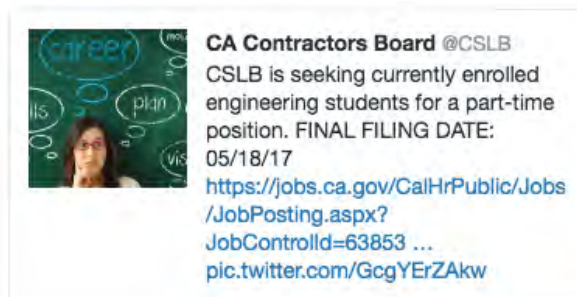 career
plan
CA Contractors Board @CSLB
CSLB is seeking currently enrolled
engineering students for a part-time
position. FINAL FILING DATE:
05/18/17
https://jobs.ca.gov/CalHrPublic/Jobs
/JobPosting.aspx?
JobControlId=63853 ...
pic.twitter.com/GcgYErZAkw